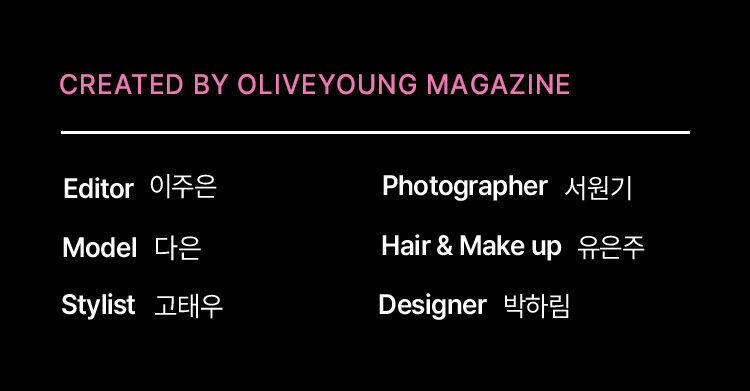 CREATED BY OLIVEYOUNG MAGAZINE
Editor 이주은 Photographer 서원기
Model 다은 Hair & Make up 유은주
Stylist 고태우 Designer 박하림